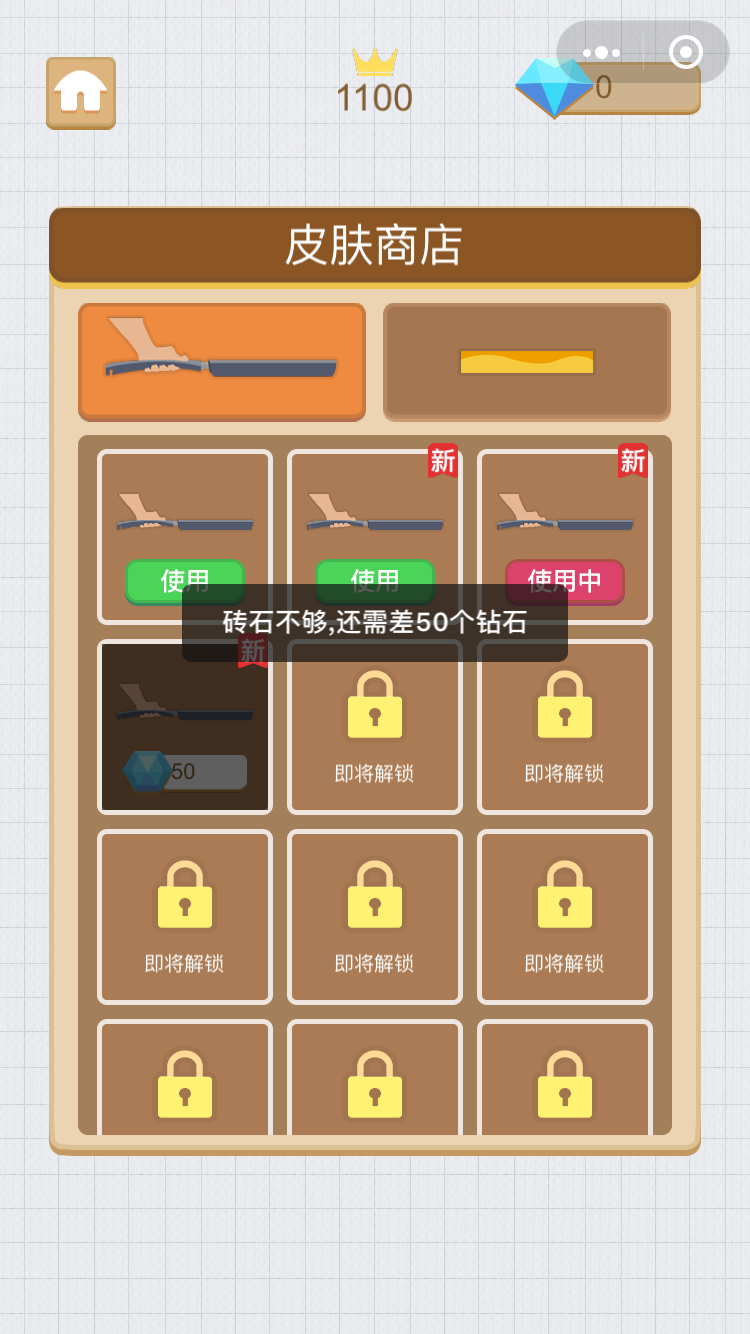 1100
0
皮肤商店
新
新
使用
使用
使用中
砖石不够,还需差50个钻石
新
50
即将解锁
即将解锁
即将解锁
即将解锁
即将解锁